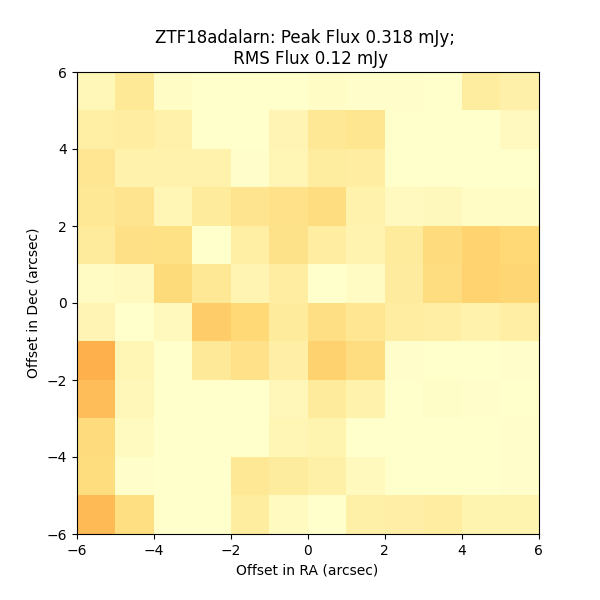 ZTF18adalarn: Peak Flux 0.318 mJy;
RMS Flux 0.12 mJy
6
4
2
0
−2
−4
−6
Offset in Dec (arcsec)
−6 −4 −2 0 2 4 6
Offset in RA (arcsec)